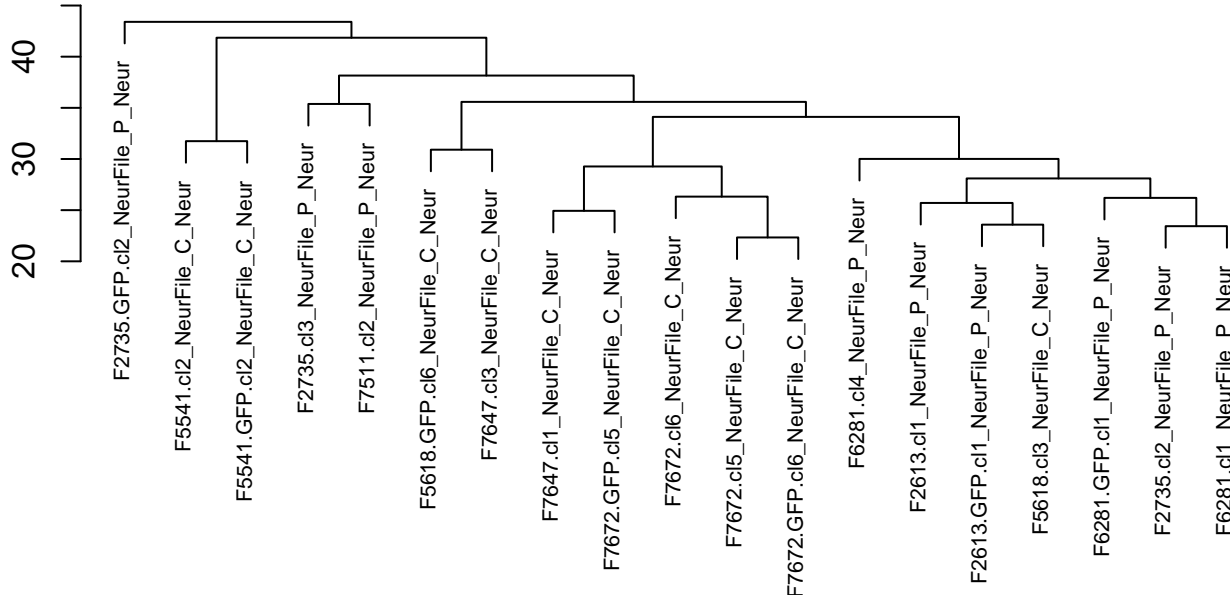 40
30
20
F2735.GFP.cl2_NeurFile_P_Neur
F5541.cl2_NeurFile_C_Neur
F5541.GFP.cl2_NeurFile_C_Neur
F2735.cl3_NeurFile_P_Neur
F7511.cl2_NeurFile_P_Neur
F5618.GFP.cl6_NeurFile_C_Neur
F7647.cl3_NeurFile_C_Neur
F7647.cl1_NeurFile_C_Neur
F7672.GFP.cl5_NeurFile_C_Neur
F7672.cl6_NeurFile_C_Neur
F7672.cl5_NeurFile_C_Neur
F7672.GFP.cl6_NeurFile_C_Neur
F6281.cl4_NeurFile_P_Neur
F2613.cl1_NeurFile_P_Neur
F2613.GFP.cl1_NeurFile_P_Neur
F5618.cl3_NeurFile_C_Neur
F6281.GFP.cl1_NeurFile_P_Neur
F2735.cl2_NeurFile_P_Neur
F6281.cl1_NeurFile_P_Neur